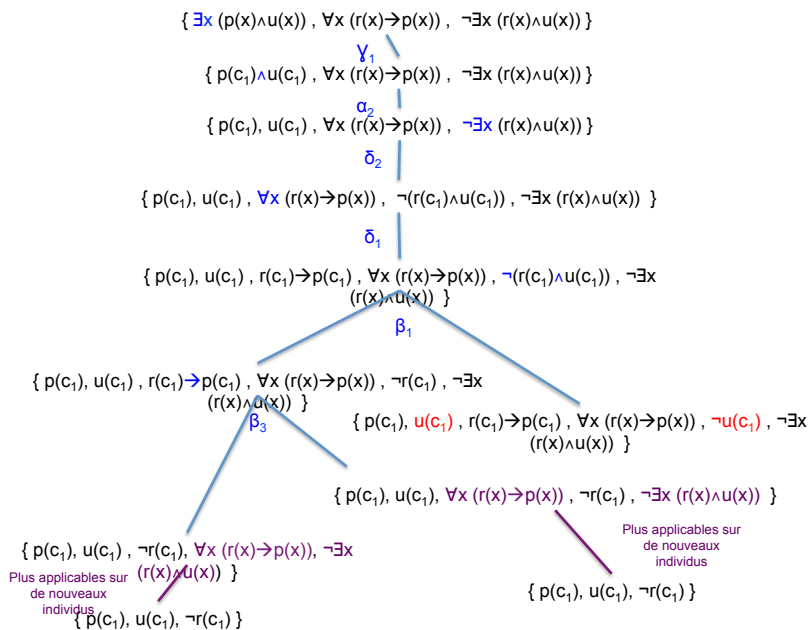 { ∃x (p(x)∧u(x)) , ∀x (r(x)→p(x)) , ¬∃x (r(x)∧u(x)) }
ɣ₁
{ p(c₁)∧u(c₁) , ∀x (r(x)→p(x)) , ¬∃x (r(x)∧u(x)) }
α₂
{ p(c₁), u(c₁) , ∀x (r(x)→p(x)) , ¬∃x (r(x)∧u(x)) }
δ₂
{ p(c₁), u(c₁) , ∀x (r(x)→p(x)) , ¬(r(c₁)∧u(c₁)) , ¬∃x (r(x)∧u(x)) }
δ₁
{ p(c₁), u(c₁) , r(c₁)→p(c₁) , ∀x (r(x)→p(x)) , ¬(r(c₁)∧u(c₁)) , ¬∃x
(r(x)∧u(x)) }
β₁
{ p(c₁), u(c₁) , r(c₁)→p(c₁) , ∀x (r(x)→p(x)) , ¬r(c₁) , ¬∃x
(r(x)∧u(x)) }
{ p(c₁), u(c₁) , r(c₁)→p(c₁) , ∀x (r(x)→p(x)) , ¬u(c₁) , ¬∃x
(r(x)∧u(x)) }
β₃
{ p(c₁), u(c₁), ∀x (r(x)→p(x)) , ¬r(c₁) , ¬∃x (r(x)∧u(x)) }
Plus applicables sur
de nouveaux
individus
{ p(c₁), u(c₁), ¬r(c₁) }
{ p(c₁), u(c₁) , ¬r(c₁), ∀x (r(x)→p(x)), ¬∃x
(r(x)∧u(x)) }
Plus applicables sur
de nouveaux
individus
{ p(c₁), u(c₁), ¬r(c₁) }